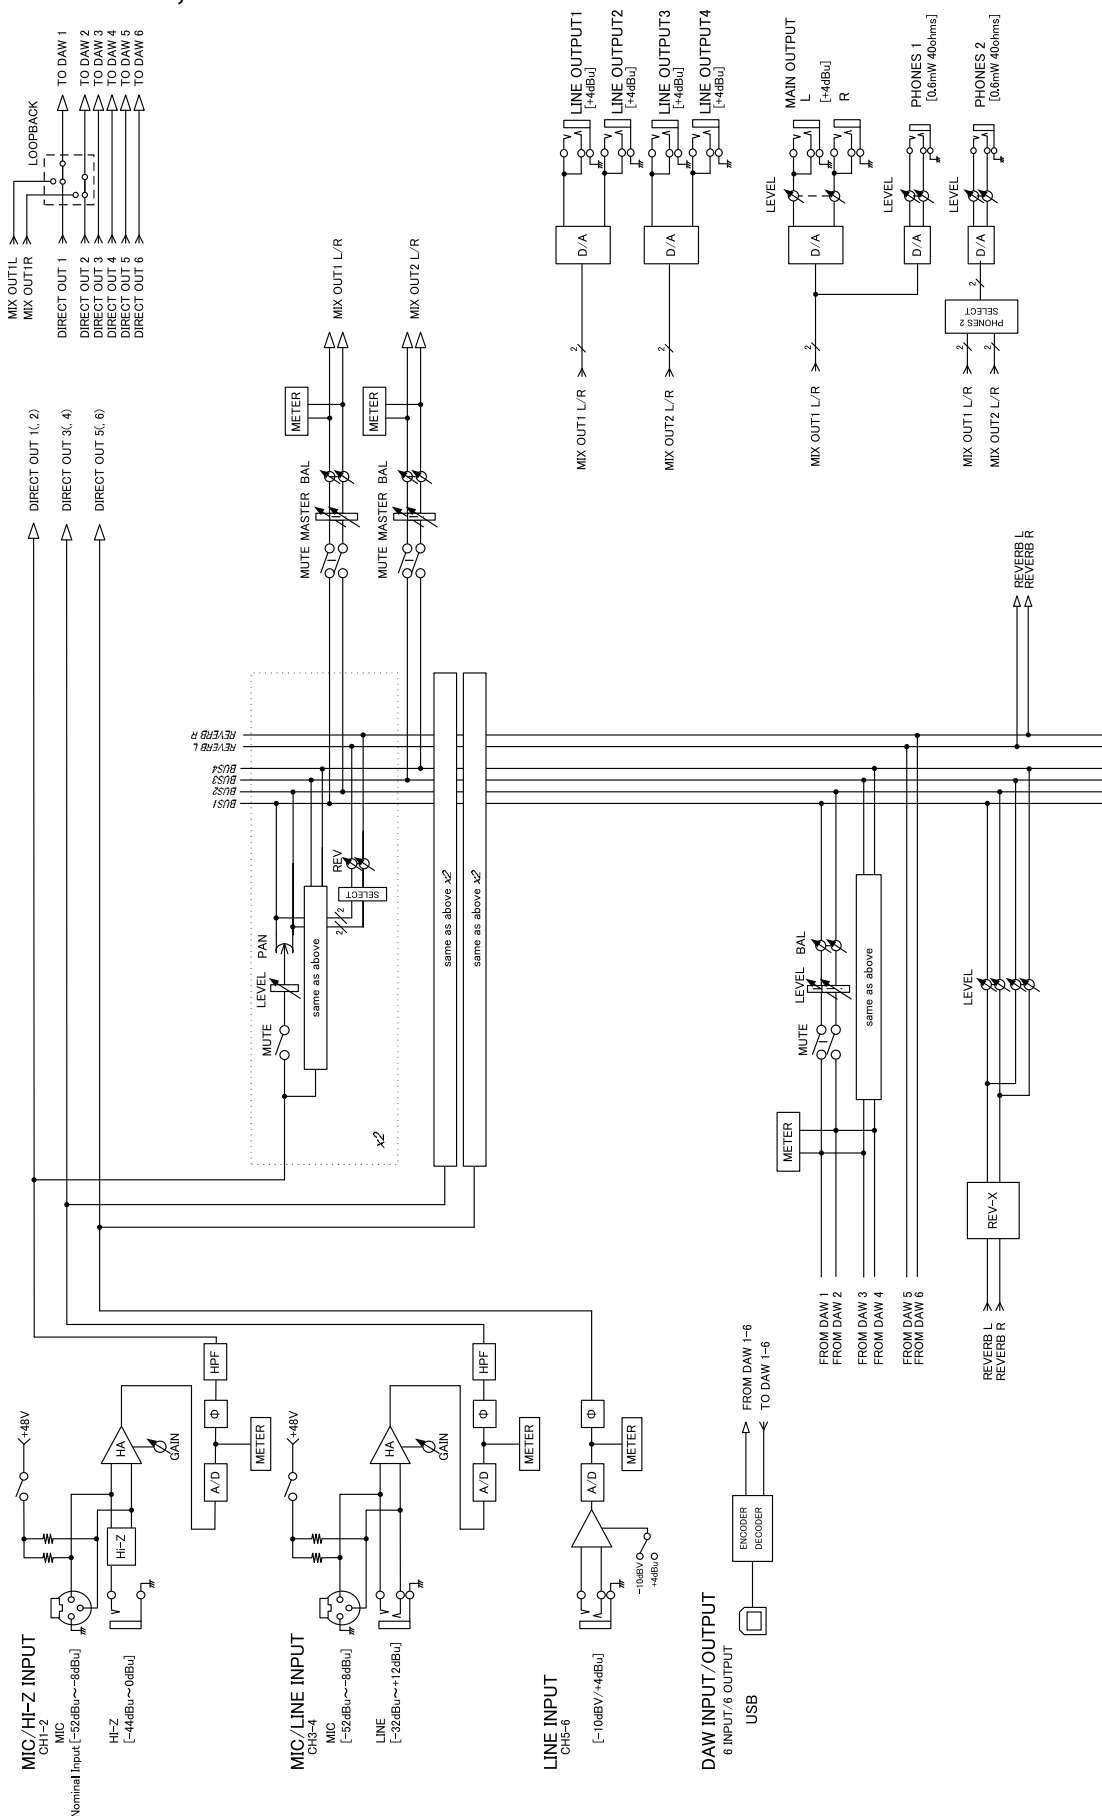 MIC/HI-Z INPUT
CH1-2
MIC
Nominal Input [-52dBu～-8dBu]
HI-Z
[-44dBu～0dBu]
+48V
Hi-Z
HA
GAIN
A/D
METER
Φ
HPF
MIC/LINE INPUT
CH3-4
MIC
[-52dBu～-8dBu]
LINE
[-32dBu～+12dBu]
+48V
HA
GAIN
A/D
METER
Φ
HPF
LINE INPUT
CH5-6
[-10dBV/+4dBu]
-10dBV
+4dBu
A/D
METER
Φ
DAW INPUT/OUTPUT
6 INPUT/6 OUTPUT
USB
ENCODER
DECODER
FROM DAW 1-6
TO DAW 1-6
DIRECT OUT 1(, 2)
DIRECT OUT 3(, 4)
DIRECT OUT 5(, 6)
MUTE
LEVEL
PAN
same as above
SELECT
REV
2
2
x2
same as above x2
same as above x2
BUS1
BUS2
BUS3
BUS4
REVERB L
REVERB R
MUTE MASTER BAL
METER
MIX OUT1 L/R
MUTE MASTER BAL
METER
MIX OUT2 L/R
FROM DAW 1
FROM DAW 2
FROM DAW 3
FROM DAW 4
FROM DAW 5
FROM DAW 6
METER
MUTE
LEVEL
BAL
same as above
REVERB L
REVERB R
REV-X
LEVEL
REVERB L
REVERB R
MIX OUT1L
MIX OUT1R
DIRECT OUT 1
DIRECT OUT 2
DIRECT OUT 3
DIRECT OUT 4
DIRECT OUT 5
DIRECT OUT 6
LOOPBACK
TO DAW 1
TO DAW 2
TO DAW 3
TO DAW 4
TO DAW 5
TO DAW 6
MIX OUT1 L/R
2
D/A
LINE OUTPUT1
[+4dBu]
LINE OUTPUT2
[+4dBu]
MIX OUT2 L/R
2
D/A
LINE OUTPUT3
[+4dBu]
LINE OUTPUT4
[+4dBu]
MIX OUT1 L/R
2
D/A
LEVEL
MAIN OUTPUT
L
[+4dBu]
R
D/A
LEVEL
PHONES 1
[0.6mW 40ohms]
MIX OUT1 L/R
MIX OUT2 L/R
2
2
PHONES 2
SELECT
2
D/A
LEVEL
PHONES 2
[0.6mW 40ohms]